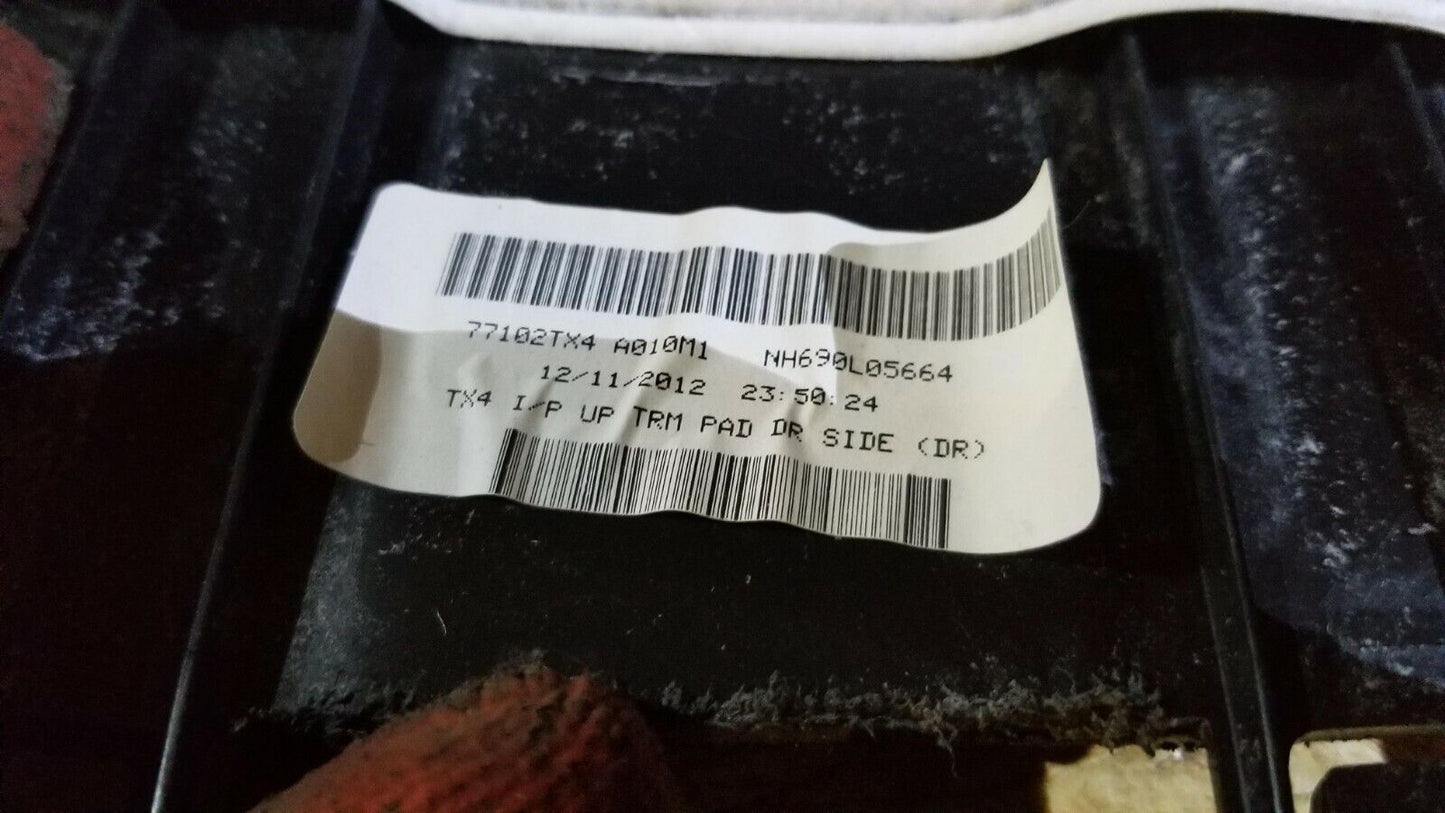 77102TX4 A010M1 NH690L05664
12/11/2012 23:50:24
TX4 I/P UP TRM PAD DR SIDE (DR)